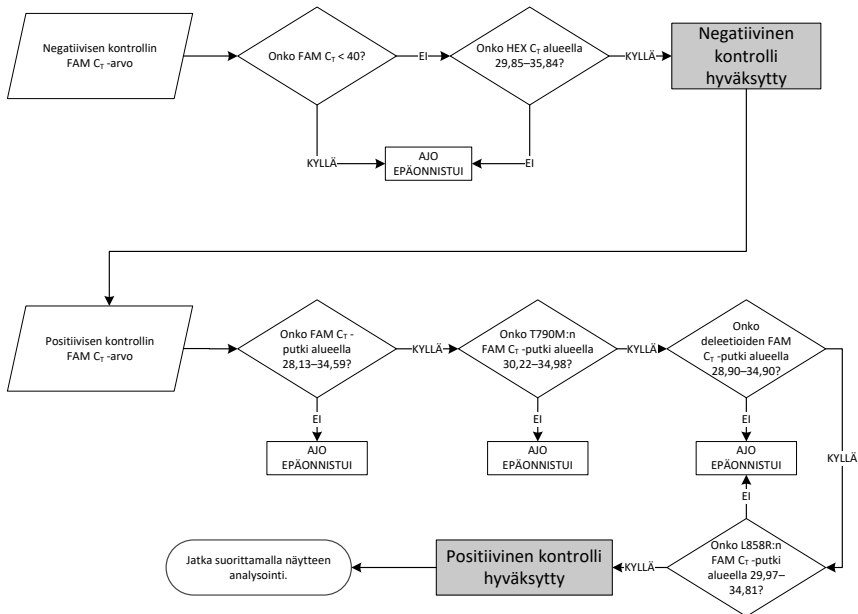 Negatiivisen kontrollin
FAM CT -arvo
Onko FAM CT < 40?
EI
Onko HEX CT alueella
29,85–35,84?
KYLLÄ
Negatiivinen
kontrolli
hyväksytty
KYLLÄ
AJO
EPÄONNISTUI
EI
Positiivisen kontrollin
FAM CT -arvo
Onko FAM CT -
putki alueella
28,13–34,59?
KYLLÄ
Onko T790M:n
FAM CT -putki alueella
30,22–34,98?
KYLLÄ
Onko
deleetioiden FAM
CT -putki alueella
28,90–34,90?
EI
EI
EI
KYLLÄ
AJO
EPÄONNISTUI
AJO
EPÄONNISTUI
AJO
EPÄONNISTUI
EI
Onko L858R:n
FAM CT -putki
alueella 29,97–
34,81?
KYLLÄ
Positiivinen kontrolli
hyväksytty
Jatka suorittamalla näytteen
analysointi.